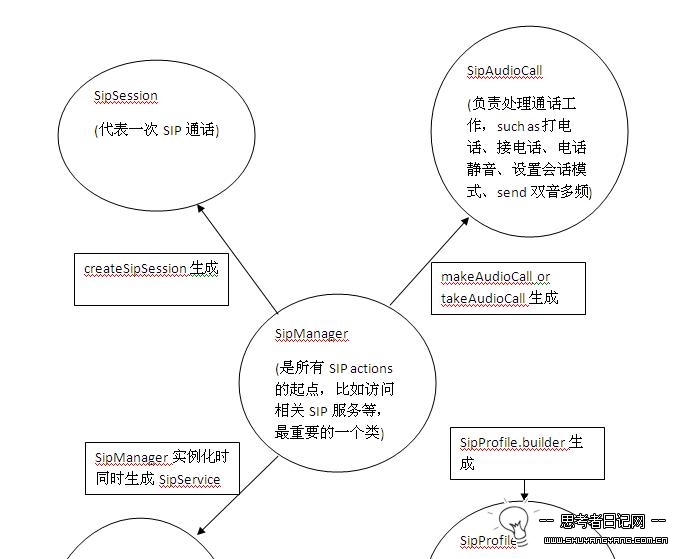 SipSession
(代表一次 SIP 通话)
SipAudioCall
(负责处理通话工
作，such as 打电
话、接电话、电话
静音、设置会话模
式、send 双音多频)
createSipSession 生成
makeAudioCall or
takeAudioCall 生成
SipManager
(是所有 SIP actions
的起点，比如访问
相关 SIP 服务等，
最重要的一个类)
SipManager 实例化时
同时生成 SipService
SipProfile.builder 生
成
SipProfile
思考者日记网
www.shuyangyang.com.cn